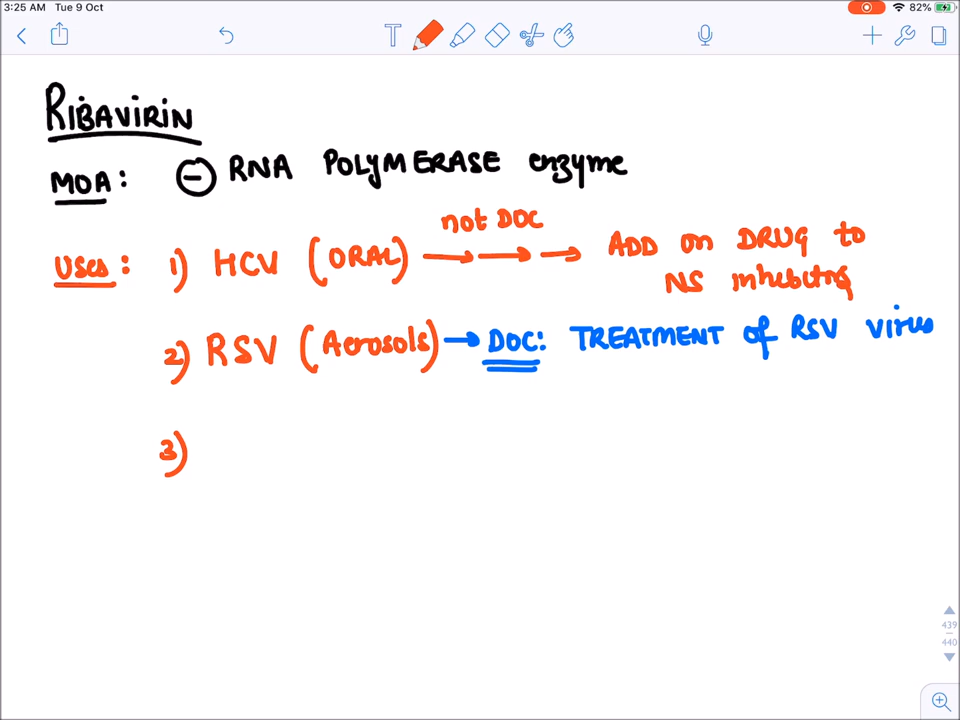 3:25 AM Tue 9 Oct 82%
T
RIBAVIRIN
MOA: ⊖ RNA POLYMERASE enzyme
not DOC
Uses: 1) HCV (ORAL) → → → ADD on DRUG to
NS inhibitors
2) RSV (Aerosols) → DOC: TREATMENT of RSV virus
3)
439
440